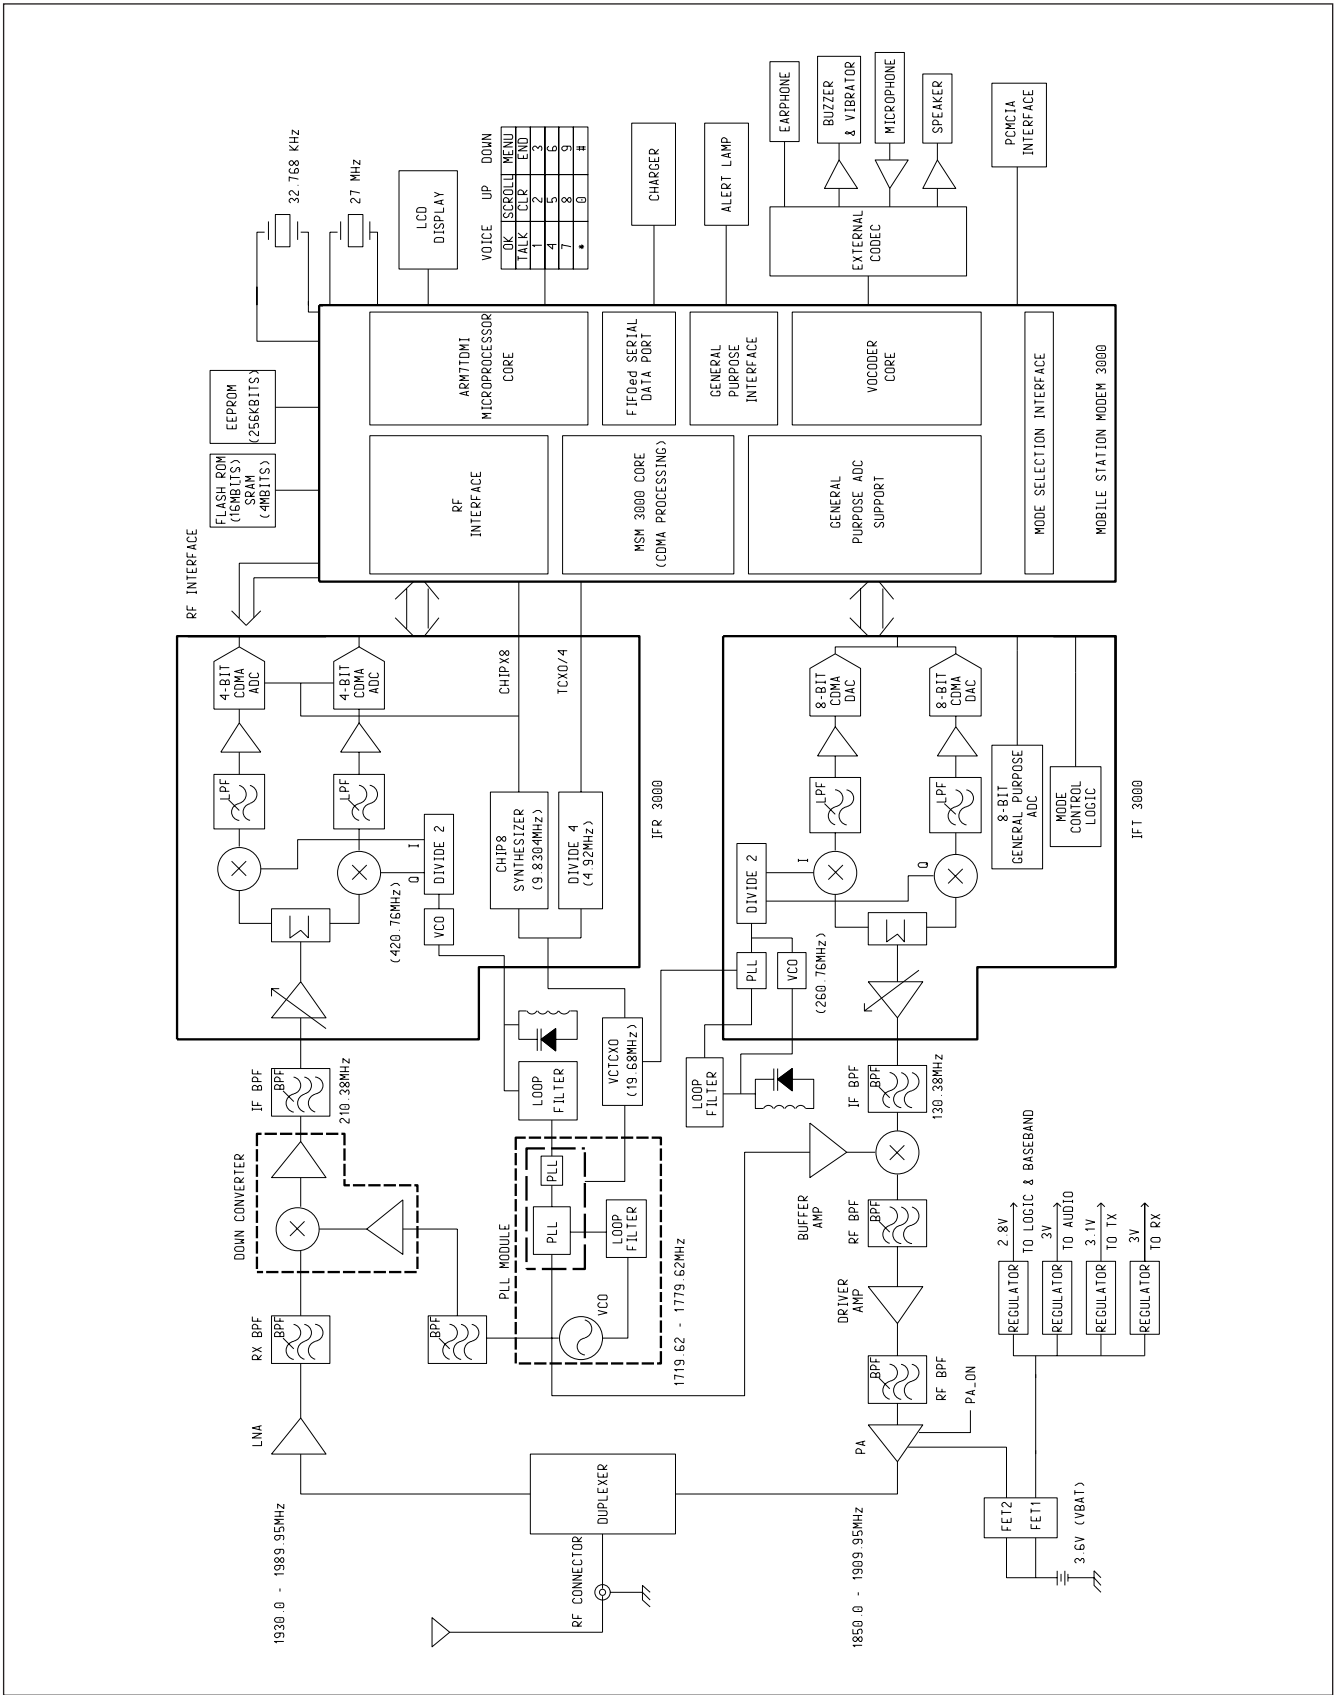 1930.0 - 1989.95MHz
LNA
RX BPF
BPF
DOWN CONVERTER
IF BPF
BPF
210.38MHz
LPF
LPF
4-BIT
CDMA
ADC
4-BIT
CDMA
ADC
(420.76MHz)
Q
I
VCO
DIVIDE 2
CHIP8
SYNTHESIZER
(9.8304MHz)
DIVIDE 4
(4.92MHz)
CHIPX8
TCXO/4
IFR 3000
RF INTERFACE
BPF
PLL MODULE
VCO
PLL
PLL
LOOP
FILTER
1719.62 - 1779.62MHz
LOOP
FILTER
VCTCXO
(19.68MHz)
RF CONNECTOR
DUPLEXER
1850.0 - 1909.95MHz
PA
PA_ON
BPF
RF BPF
DRIVER
AMP
RF BPF
BPF
BUFFER
AMP
IF BPF
BPF
130.38MHz
LOOP
FILTER
PLL
VCO
(260.76MHz)
DIVIDE 2
I
Q
LPF
LPF
8-BIT
CDMA
DAC
8-BIT
CDMA
DAC
8-BIT
GENERAL PURPOSE
ADC
MODE
CONTROL
LOGIC
IFT 3000
FET2
FET1
3.6V (VBAT)
REGULATOR
2.8V
TO LOGIC & BASEBAND
REGULATOR
3V
TO AUDIO
REGULATOR
3.1V
TO TX
REGULATOR
3V
TO RX
FLASH ROM
(16MBITS)
SRAM
(4MBITS)
EEPROM
(256KBITS)
RF
INTERFACE
ARM7TDMI
MICROPROCESSOR
CORE
MSM 3000 CORE
(CDMA PROCESSING)
FIFOed SERIAL
DATA PORT
GENERAL
PURPOSE
INTERFACE
GENERAL
PURPOSE ADC
SUPPORT
VOCODER
CORE
MODE SELECTION INTERFACE
MOBILE STATION MODEM 3000
32.768 KHz
27 MHz
LCD
DISPLAY
VOICE UP DOWN
OK SCROLL MENU
TALK CLR END
1 2 3
4 5 6
7 8 9
* 0 #
CHARGER
ALERT LAMP
EXTERNAL
CODEC
EARPHONE
BUZZER
& VIBRATOR
MICROPHONE
SPEAKER
PCMCIA
INTERFACE